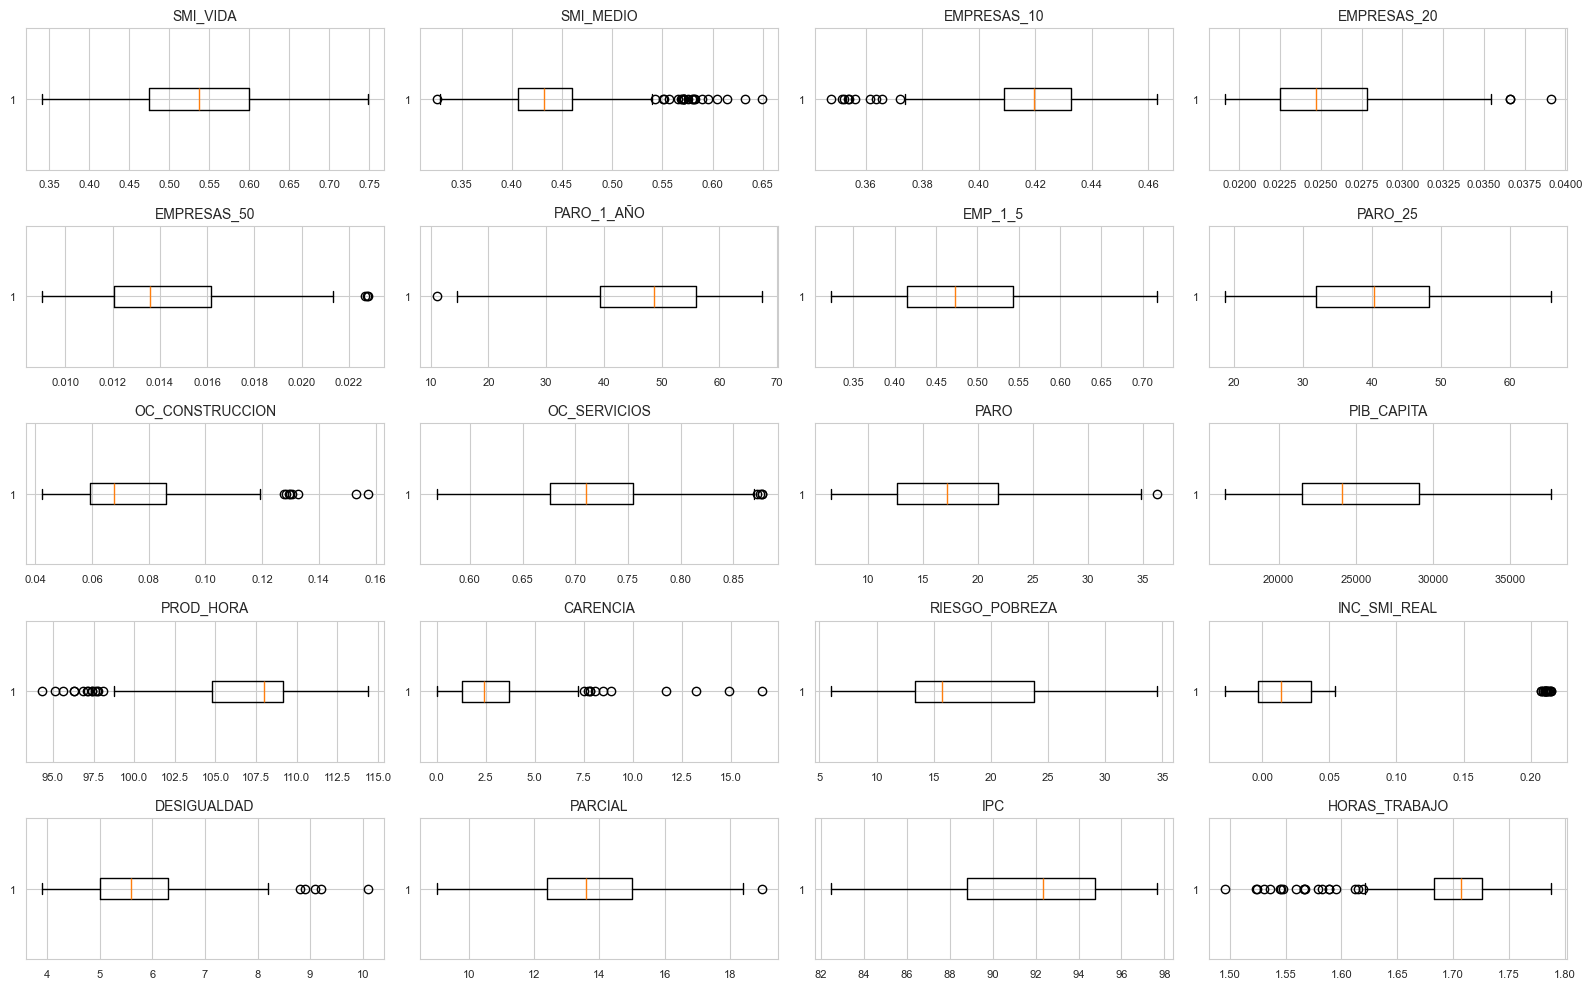 SMI_VIDA SMI_MEDIO EMPRESAS_10 EMPRESAS_20
1 1 1 1
0.35 0.40 0.45 0.50 0.55 0.60 0.65 0.70 0.75 0.35 0.40 0.45 0.50 0.55 0.60 0.65 0.36 0.38 0.40 0.42 0.44 0.46 0.0200 0.0225 0.0250 0.0275 0.0300 0.0325 0.0350 0.0375 0.0400
EMPRESAS_50 PARO_1_AÑO EMP_1_5 PARO_25
1 1 1 1
0.010 0.012 0.014 0.016 0.018 0.020 0.022 10 20 30 40 50 60 70 0.35 0.40 0.45 0.50 0.55 0.60 0.65 0.70 20 30 40 50 60
OC_CONSTRUCCION OC_SERVICIOS PARO PIB_CAPITA
1 1 1 1
0.04 0.06 0.08 0.10 0.12 0.14 0.16 0.60 0.65 0.70 0.75 0.80 0.85 10 15 20 25 30 35 20000 25000 30000 35000
PROD_HORA CARENCIA RIESGO_POBREZA INC_SMI_REAL
1 1 1 1
95.0 97.5 100.0 102.5 105.0 107.5 110.0 112.5 115.0 0.0 2.5 5.0 7.5 10.0 12.5 15.0 5 10 15 20 25 30 35 0.00 0.05 0.10 0.15 0.20
DESIGUALDAD PARCIAL IPC HORAS_TRABAJO
1 1 1 1
4 5 6 7 8 9 10 10 12 14 16 18 82 84 86 88 90 92 94 96 98 1.50 1.55 1.60 1.65 1.70 1.75 1.80